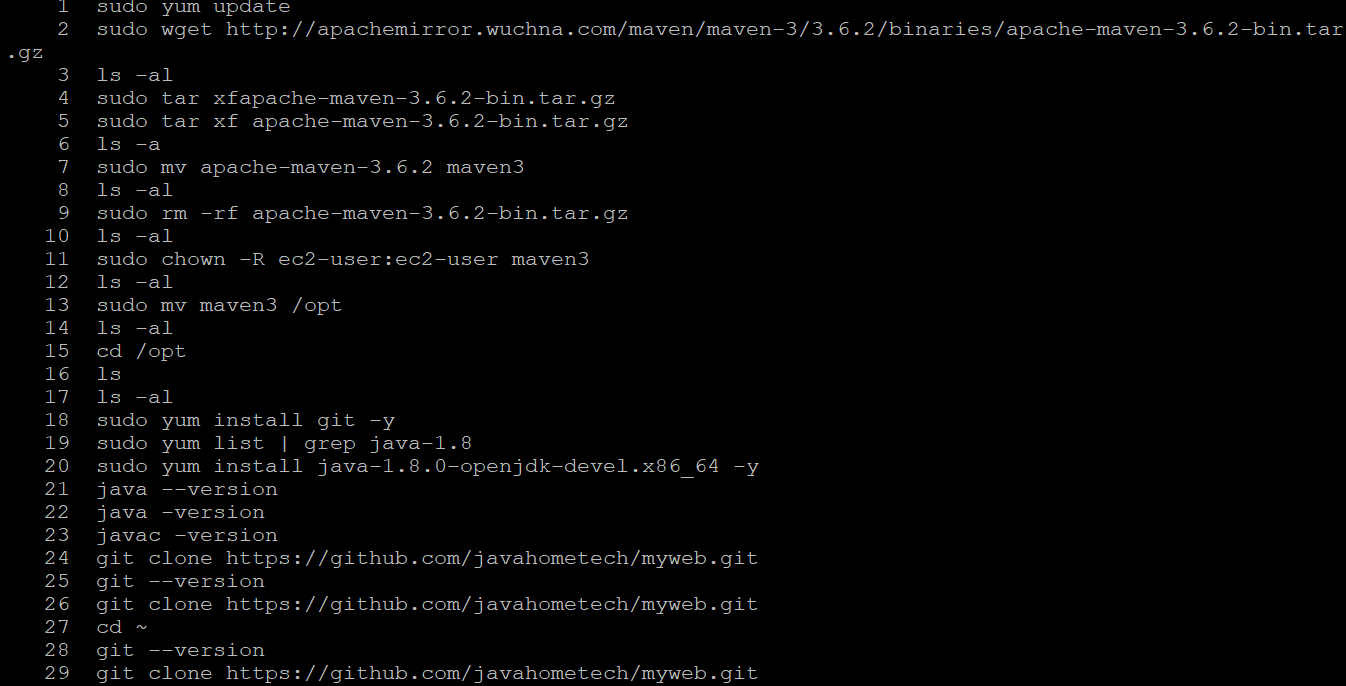 1 sudo yum update
2 sudo wget http://apachemirror.wuchna.com/maven/maven-3/3.6.2/binaries/apache-maven-3.6.2-bin.tar
.gz
3 ls -al
4 sudo tar xfapache-maven-3.6.2-bin.tar.gz
5 sudo tar xf apache-maven-3.6.2-bin.tar.gz
6 ls -a
7 sudo mv apache-maven-3.6.2 maven3
8 ls -al
9 sudo rm -rf apache-maven-3.6.2-bin.tar.gz
10 ls -al
11 sudo chown -R ec2-user:ec2-user maven3
12 ls -al
13 sudo mv maven3 /opt
14 ls -al
15 cd /opt
16 ls
17 ls -al
18 sudo yum install git -y
19 sudo yum list | grep java-1.8
20 sudo yum install java-1.8.0-openjdk-devel.x86_64 -y
21 java --version
22 java -version
23 javac -version
24 git clone https://github.com/javahometech/myweb.git
25 git --version
26 git clone https://github.com/javahometech/myweb.git
27 cd ~
28 git --version
29 git clone https://github.com/javahometech/myweb.git